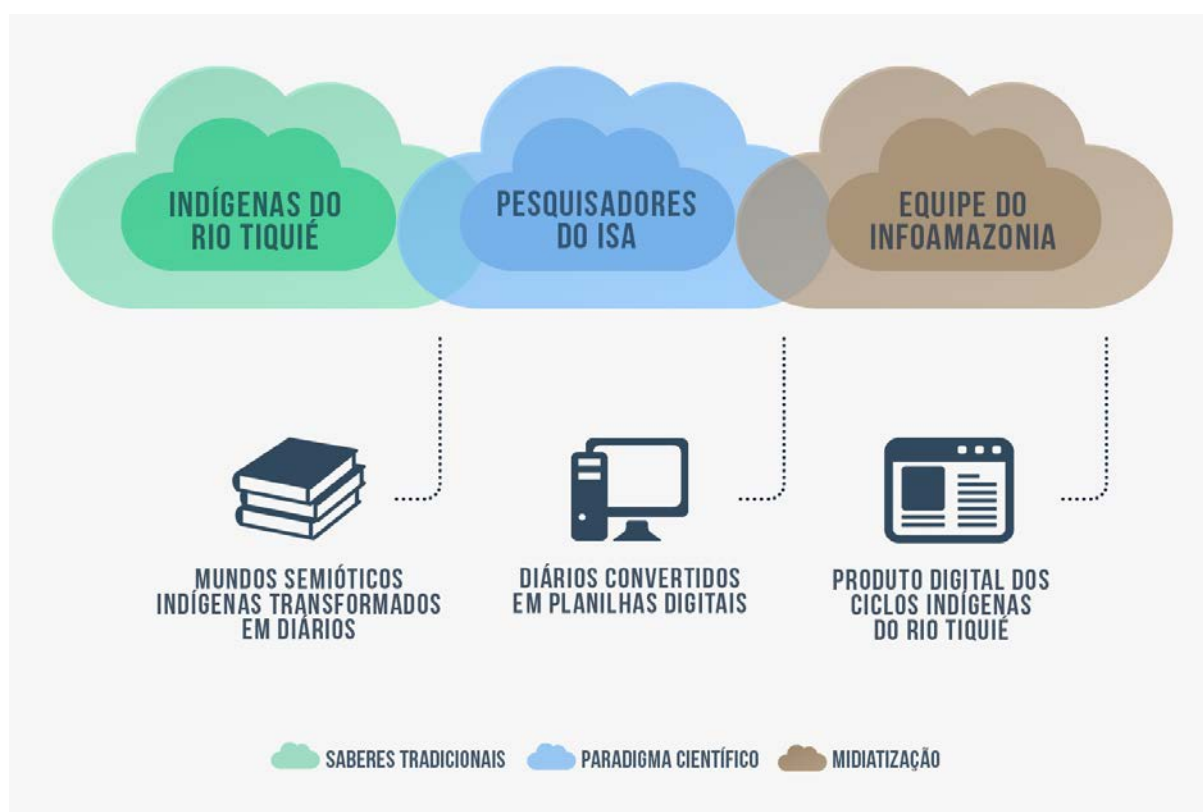 INDÍGENAS DO
RIO TIQUIÉ
PESQUISADORES
DO ISA
EQUIPE DO
INFOAMAZONIA
MUNDOS SEMIÓTICOS
INDÍGENAS TRANSFORMADOS
EM DIÁRIOS
DIÁRIOS CONVERTIDOS
EM PLANILHAS DIGITAIS
PRODUTO DIGITAL DOS
CICLOS INDÍGENAS
DO RIO TIQUIÉ
SABERES TRADICIONAIS
PARADIGMA CIENTÍFICO
MIDIATIZAÇÃO